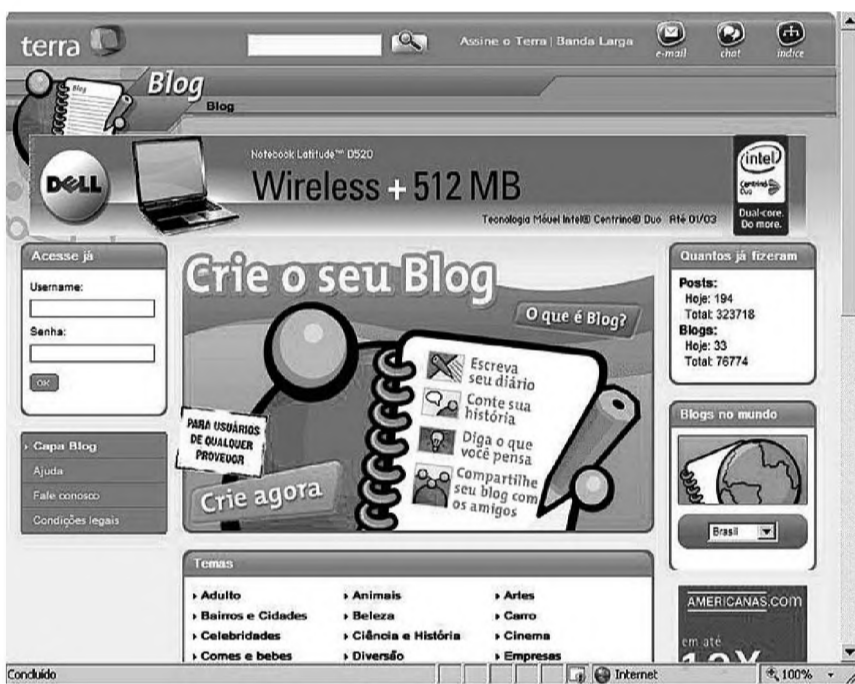 terra
Assine o Terra | Banda Larga
e-mail chat índice
Blog
Blog
Blog
DELL
Notebook Latitude™ D520
Wireless + 512 MB
Tecnologia Móvel Intel® Centrino® Duo Até 01/03
intel
Centrino Duo
Dual-core.
Do more.
Acesse já
Username:
Senha:
OK
Capa Blog
Ajuda
Fale conosco
Condições legais
Crie o seu Blog
O que é Blog?
Escreva
seu diário
Conte sua
história
Diga o que
você pensa
Compartilhe
seu blog com
os amigos
PARA USUÁRIOS
DE QUALQUER
PROVEDOR
Crie agora
Quantos já fizeram
Posts:
Hoje: 194
Total: 323718
Blogs:
Hoje: 33
Total: 76774
Blogs no mundo
Brasil
Temas
Adulto Animais Artes
Bairros e Cidades Beleza Carro
Celebridades Ciência e História Cinema
Comes e bebes Diversão Empresas
AMERICANAS.com
em até
Concluído Internet 100%